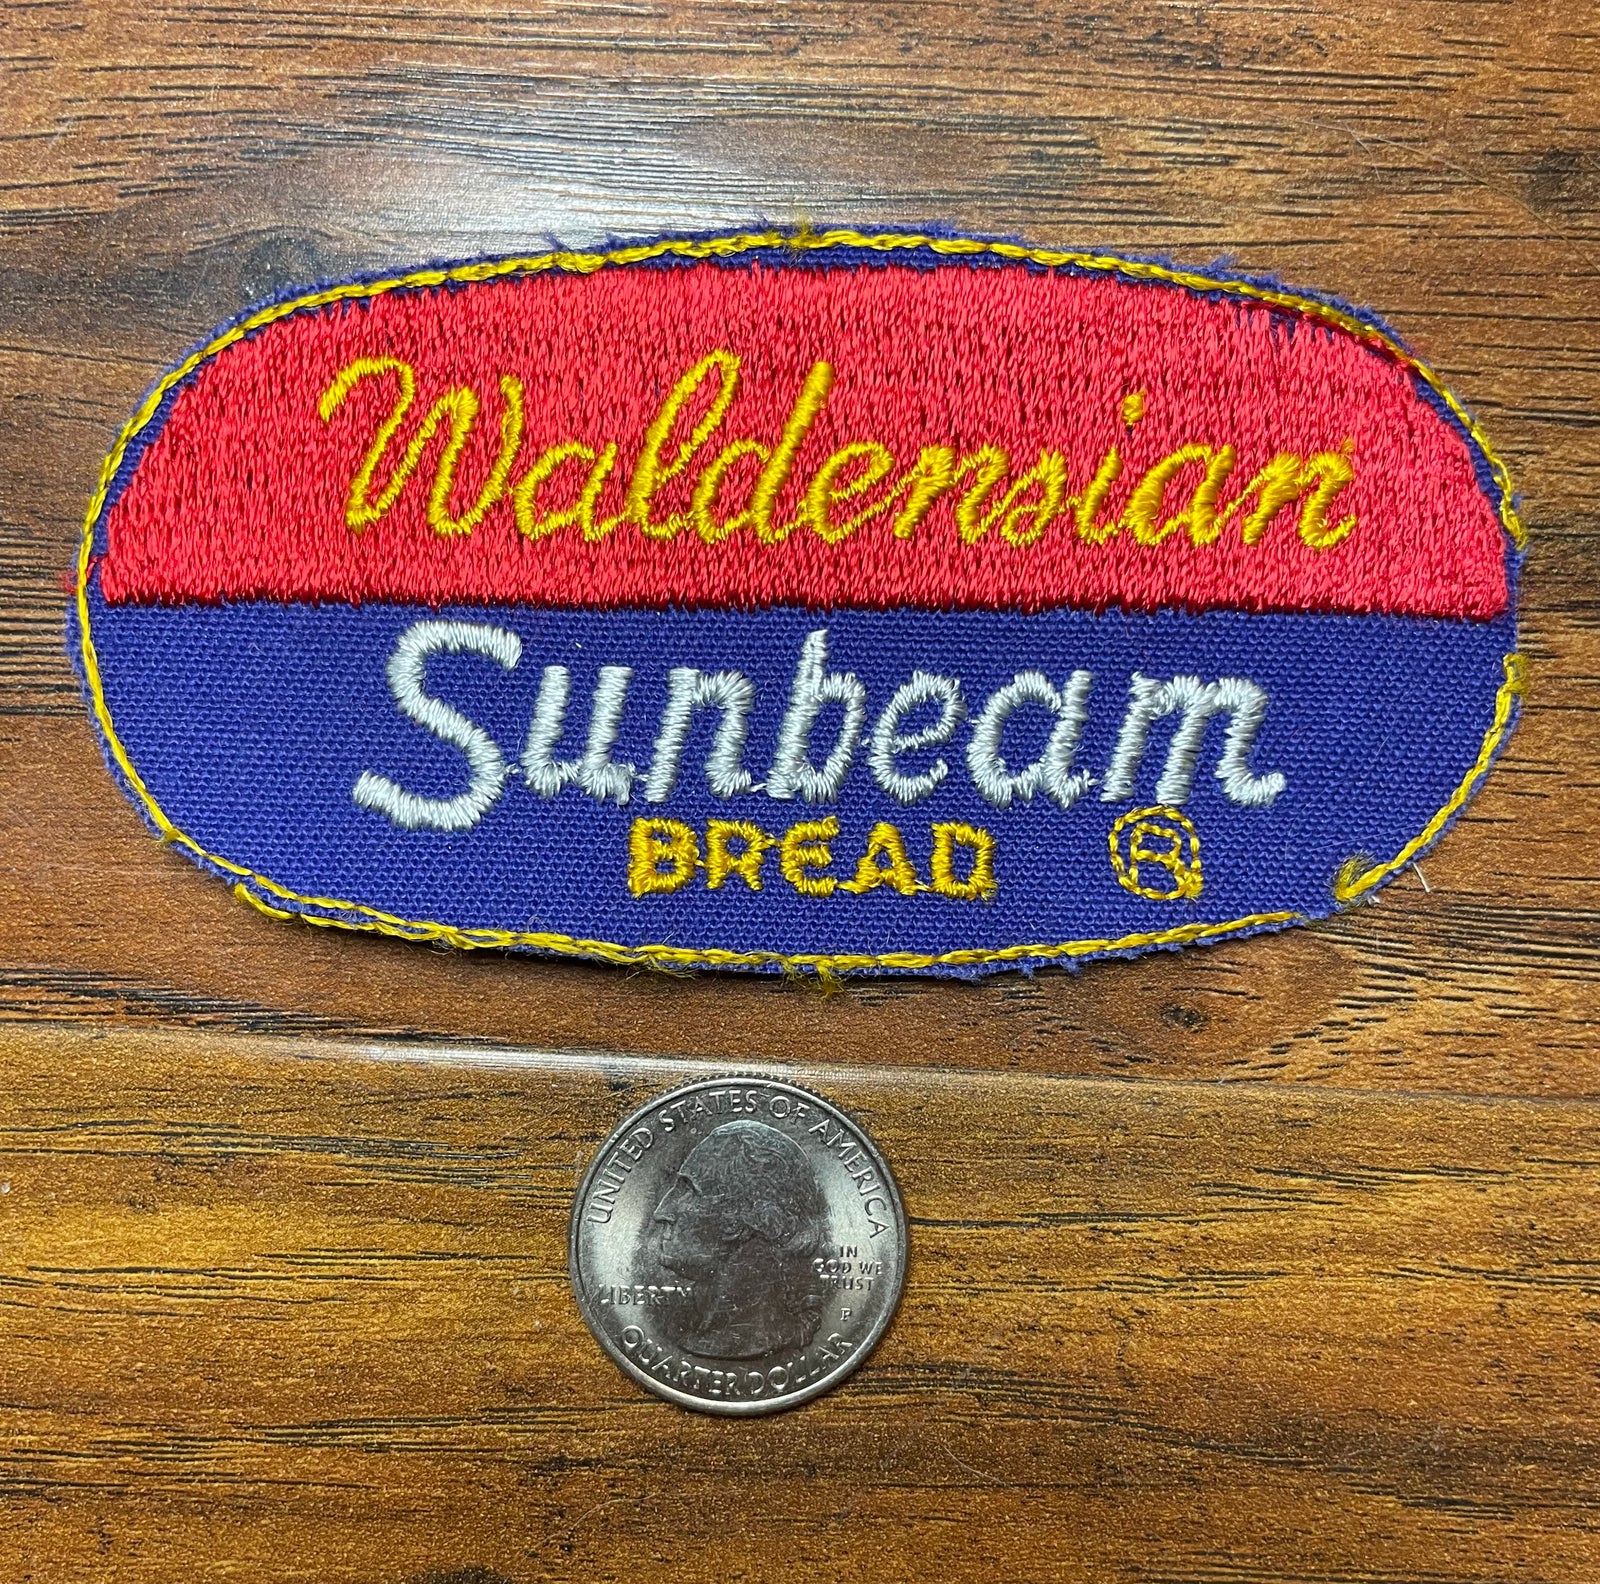 Waldensian
Sunbeam
BREAD ®
UNITED STATES OF AMERICA
IN
GOD WE
TRUST
LIBERTY
P
QUARTER DOLLAR